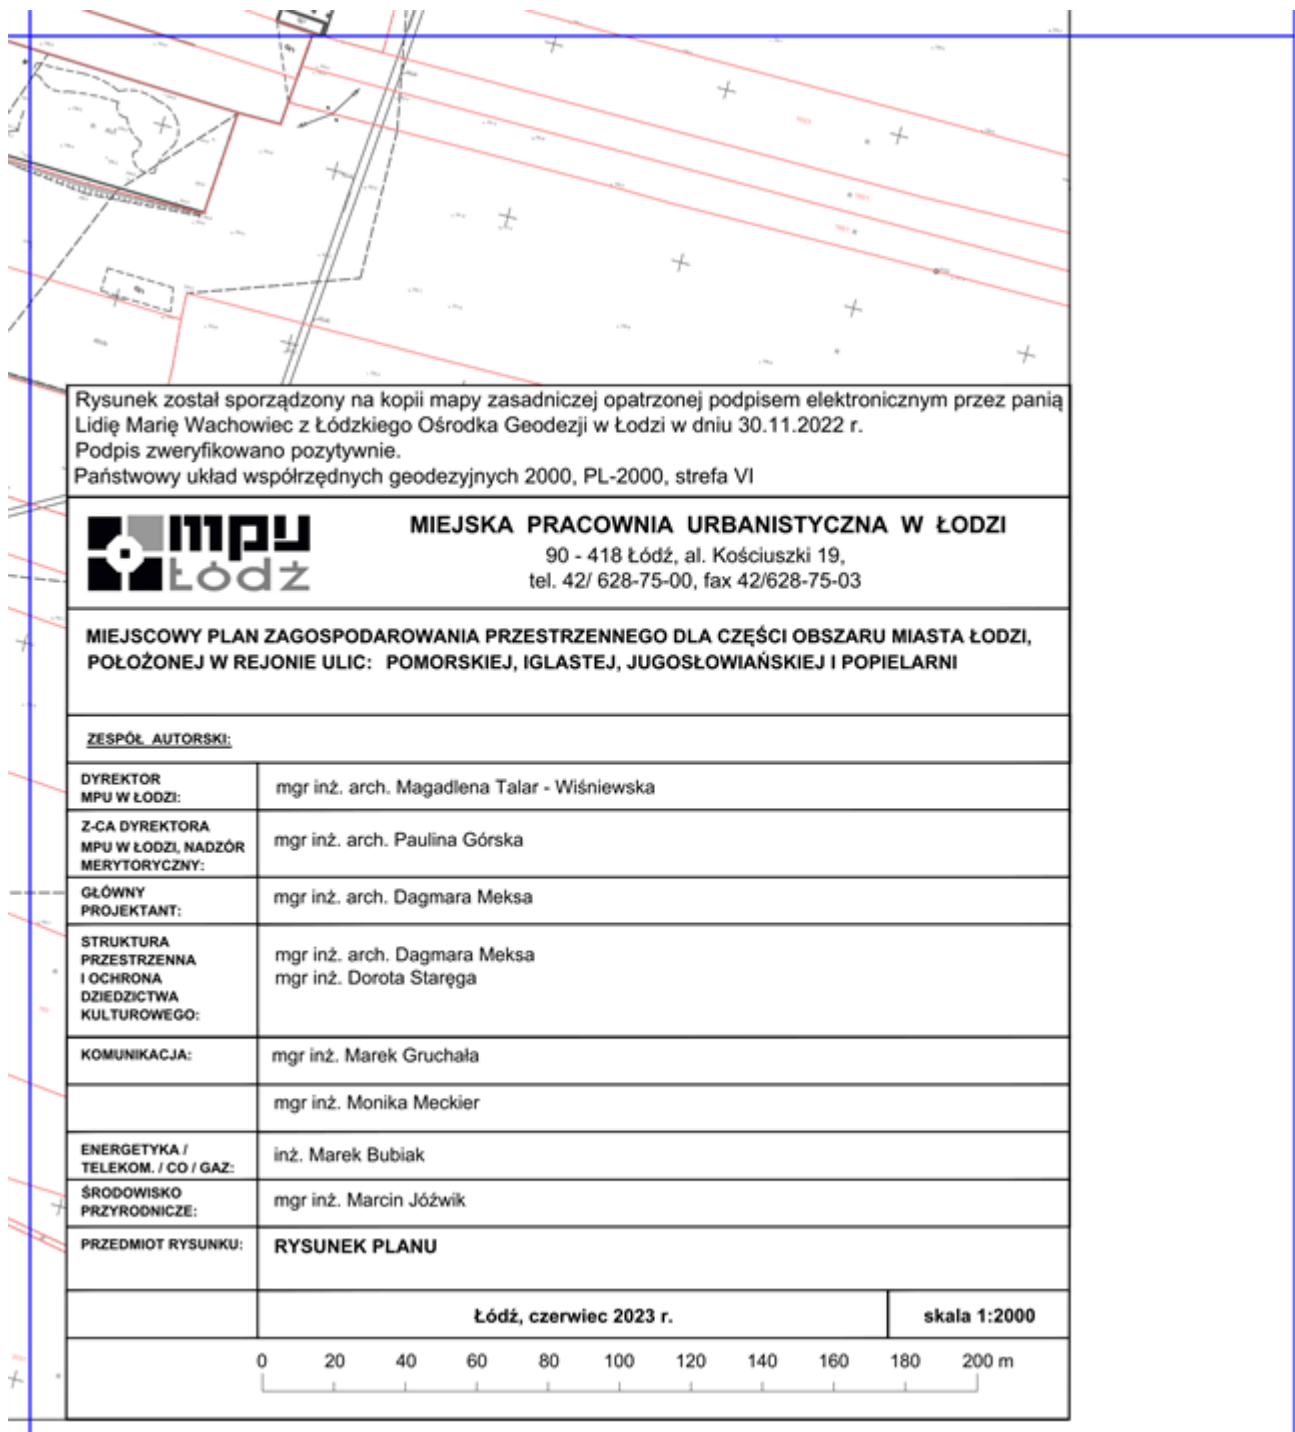 Rysunek został sporządzony na kopii mapy zasadniczej opatrzonej podpisem elektronicznym przez panią
Lidię Marię Wachowiec z Łódzkiego Ośrodka Geodezji w Łodzi w dniu 30.11.2022 r.
Podpis zweryfikowano pozytywnie.
Państwowy układ współrzędnych geodezyjnych 2000, PL-2000, strefa VI
mpu
Łódź
MIEJSKA PRACOWNIA URBANISTYCZNA W ŁODZI
90 - 418 Łódź, al. Kościuszki 19,
tel. 42/ 628-75-00, fax 42/628-75-03
MIEJSCOWY PLAN ZAGOSPODAROWANIA PRZESTRZENNEGO DLA CZĘŚCI OBSZARU MIASTA ŁODZI,
POŁOŻONEJ W REJONIE ULIC: POMORSKIEJ, IGLASTEJ, JUGOSŁOWIAŃSKIEJ I POPIELARNI
ZESPÓŁ AUTORSKI:
DYREKTOR
MPU W ŁODZI:
mgr inż. arch. Magadlena Talar - Wiśniewska
Z-CA DYREKTORA
MPU W ŁODZI, NADZÓR
MERYTORYCZNY:
mgr inż. arch. Paulina Górska
GŁÓWNY
PROJEKTANT:
mgr inż. arch. Dagmara Meksa
STRUKTURA
PRZESTRZENNA
I OCHRONA
DZIEDZICTWA
KULTUROWEGO:
mgr inż. arch. Dagmara Meksa
mgr inż. Dorota Staręga
KOMUNIKACJA:
mgr inż. Marek Gruchała
mgr inż. Monika Meckier
ENERGETYKA /
TELEKOM. / CO / GAZ:
inż. Marek Bubiak
ŚRODOWISKO
PRZYRODNICZE:
mgr inż. Marcin Jóźwik
PRZEDMIOT RYSUNKU:
RYSUNEK PLANU
Łódź, czerwiec 2023 r.
skala 1:2000
0 20 40 60 80 100 120 140 160 180 200 m